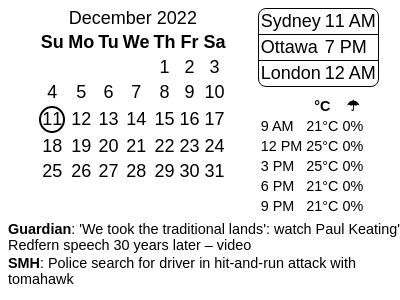 December 2022
Su Mo Tu We Th Fr Sa
1 2 3
4 5 6 7 8 9 10
11 12 13 14 15 16 17
18 19 20 21 22 23 24
25 26 27 28 29 30 31
Sydney 11 AM
Ottawa 7 PM
London 12 AM
°C ☂
9 AM 21°C 0%
12 PM 25°C 0%
3 PM 25°C 0%
6 PM 21°C 0%
9 PM 21°C 0%
Guardian: 'We took the traditional lands': watch Paul Keating'
Redfern speech 30 years later – video
SMH: Police search for driver in hit-and-run attack with
tomahawk